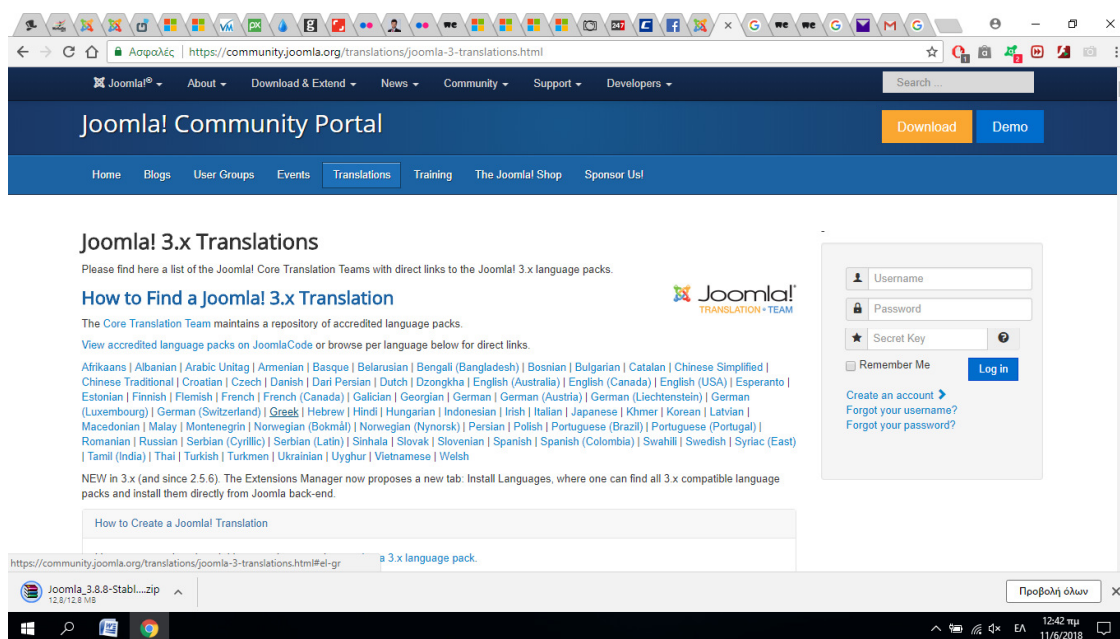 Ασφαλές | https://community.joomla.org/translations/joomla-3-translations.html
Joomla!® About Download & Extend News Community Support Developers Search ...
Joomla! Community Portal
Download Demo
Home Blogs User Groups Events Translations Training The Joomla! Shop Sponsor Us!
Joomla! 3.x Translations
Please find here a list of the Joomla! Core Translation Teams with direct links to the Joomla! 3.x language packs.
How to Find a Joomla! 3.x Translation
Joomla!
TRANSLATION TEAM
The Core Translation Team maintains a repository of accredited language packs.
View accredited language packs on JoomlaCode or browse per language below for direct links.
Afrikaans | Albanian | Arabic Unitag | Armenian | Basque | Belarusian | Bengali (Bangladesh) | Bosnian | Bulgarian | Catalan | Chinese Simplified |
Chinese Traditional | Croatian | Czech | Danish | Dari Persian | Dutch | Dzongkha | English (Australia) | English (Canada) | English (USA) | Esperanto |
Estonian | Finnish | Flemish | French | French (Canada) | Galician | Georgian | German | German (Austria) | German (Liechtenstein) | German
(Luxembourg) | German (Switzerland) | Greek | Hebrew | Hindi | Hungarian | Indonesian | Irish | Italian | Japanese | Khmer | Korean | Latvian |
Macedonian | Malay | Montenegrin | Norwegian (Bokmål) | Norwegian (Nynorsk) | Persian | Polish | Portuguese (Brazil) | Portuguese (Portugal) |
Romanian | Russian | Serbian (Cyrillic) | Serbian (Latin) | Sinhala | Slovak | Slovenian | Spanish | Spanish (Colombia) | Swahili | Swedish | Syriac (East)
| Tamil (India) | Thai | Turkish | Turkmen | Ukrainian | Uyghur | Vietnamese | Welsh
NEW in 3.x (and since 2.5.6). The Extensions Manager now proposes a new tab: Install Languages, where one can find all 3.x compatible language
packs and install them directly from Joomla back-end.
How to Create a Joomla! Translation
a 3.x language pack.
Username
Password
Secret Key
Remember Me Log in
Create an account
Forgot your username?
Forgot your password?
https://community.joomla.org/translations/joomla-3-translations.html#el-gr
Joomla_3.8.8-Stabl....zip
12,8/12,8 MB
Προβολή όλων
ΕΛ
12:42 πμ
11/6/2018